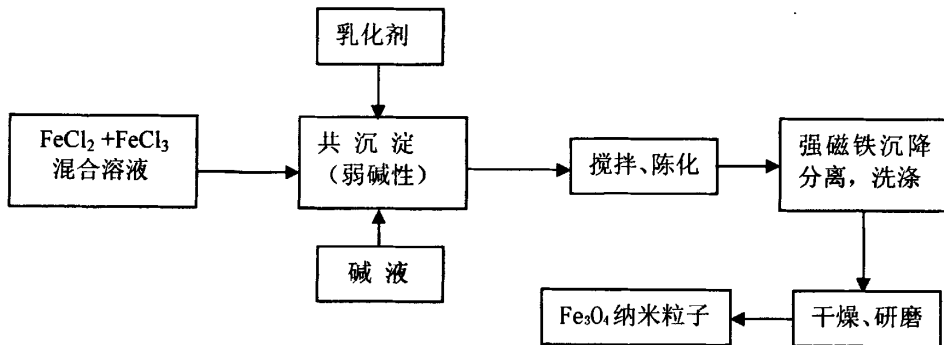 乳化剂
FeCl₂ +FeCl₃
混合溶液
共 沉 淀
（弱碱性）
碱 液
搅拌、陈化
强磁铁沉降
分离，洗涤
干燥、研磨
Fe₃O₄纳米粒子